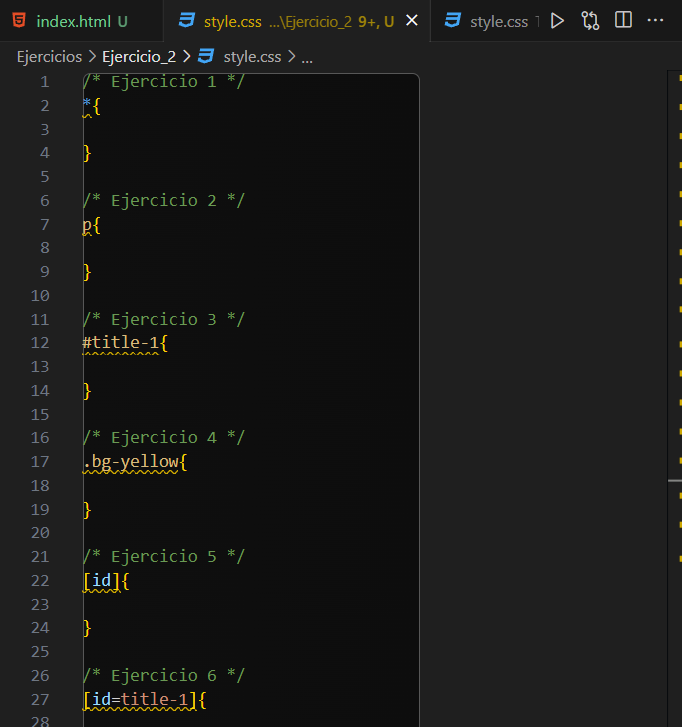 index.html U
style.css ...\Ejercicio_2 9+, U
style.css
Ejercicios > Ejercicio_2 > style.css > ...
1 /* Ejercicio 1 */
2 *{
3
4 }
5
6 /* Ejercicio 2 */
7 p{
8
9 }
10
11 /* Ejercicio 3 */
12 #title-1{
13
14 }
15
16 /* Ejercicio 4 */
17 .bg-yellow{
18
19 }
20
21 /* Ejercicio 5 */
22 [id]{
23
24 }
25
26 /* Ejercicio 6 */
27 [id=title-1]{
28